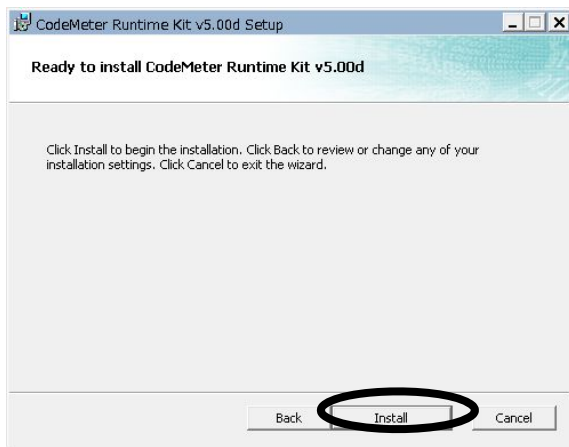 CodeMeter Runtime Kit v5.00d Setup
Ready to install CodeMeter Runtime Kit v5.00d
Click Install to begin the installation. Click Back to review or change any of your
installation settings. Click Cancel to exit the wizard.
Back Install Cancel